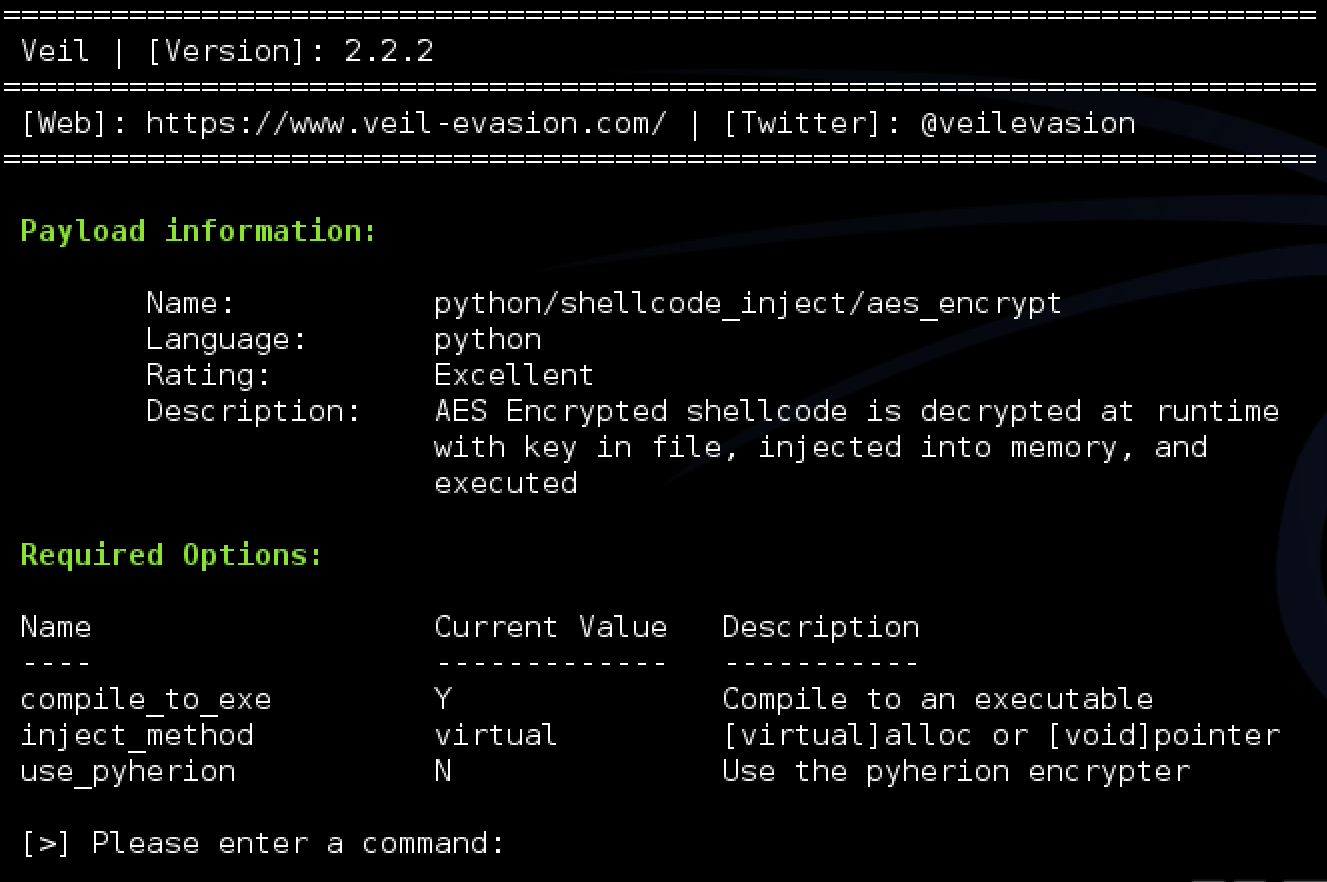 ================================================================
Veil | [Version]: 2.2.2
================================================================
[Web]: https://www.veil-evasion.com/ | [Twitter]: @veilevasion
================================================================
Payload information:
Name: python/shellcode_inject/aes_encrypt
Language: python
Rating: Excellent
Description: AES Encrypted shellcode is decrypted at runtime
with key in file, injected into memory, and
executed
Required Options:
Name Current Value Description
---- ------------- -----------
compile_to_exe Y Compile to an executable
inject_method virtual [virtual]alloc or [void]pointer
use_pyherion N Use the pyherion encrypter
[>] Please enter a command: